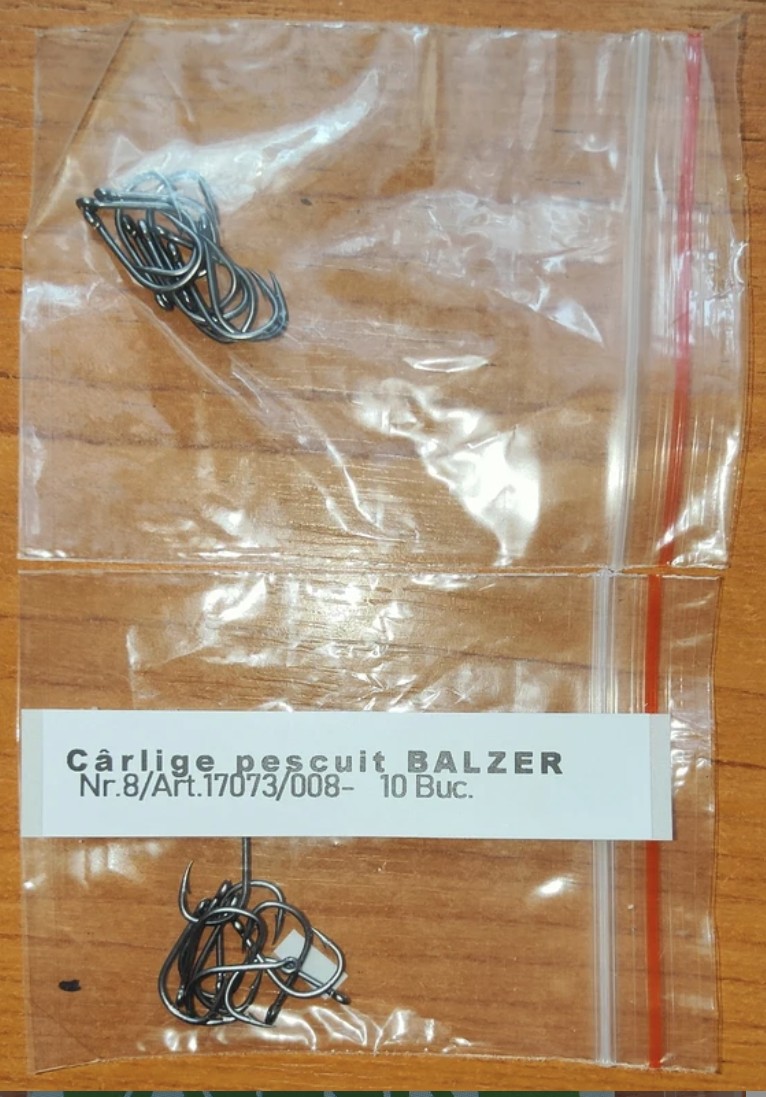 Cârlige pescuit BALZER
Nr.8/Art.17073/008- 10 Buc.